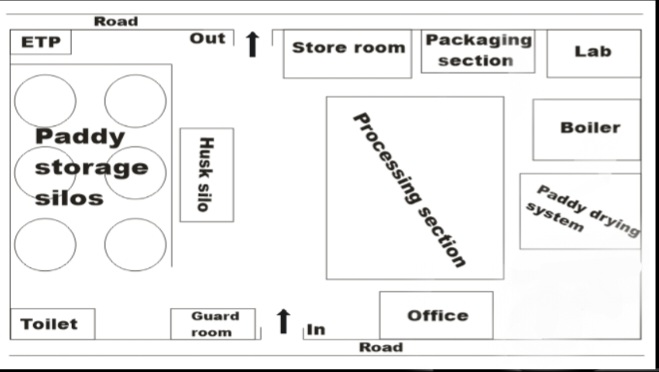 Road
ETP
Out
Store room
Packaging
section
Lab
Paddy
storage
silos
Husk silo
Processing section
Boiler
Paddy drying
system
Toilet
Guard
room
In
Office
Road